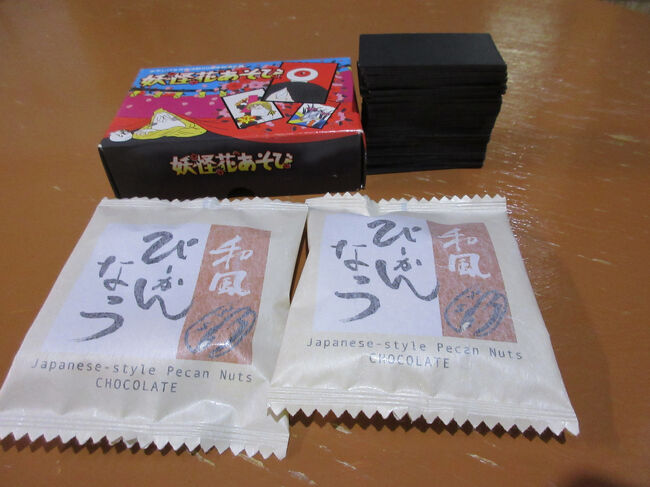 妖怪花あそび
妖怪花あそび
和風
ぴーかん
なっつ
Japanese-style Pecan Nuts
CHOCOLATE
和風
ぴーかん
なっつ
Japanese-style Pecan Nuts
CHOCOLATE